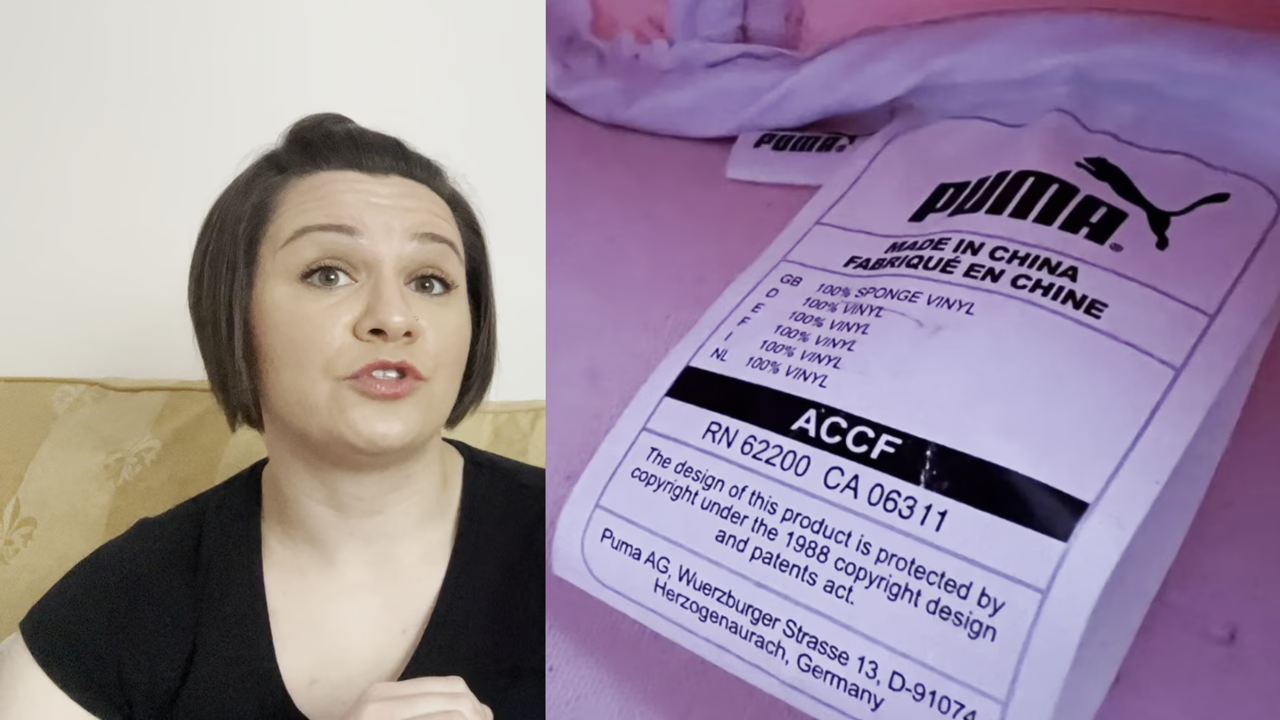 PUMA®
PUMA®
MADE IN CHINA
FABRIQUÉ EN CHINE
GB 100% SPONGE VINYL
D 100% VINYL
E 100% VINYL
F 100% VINYL
I 100% VINYL
NL 100% VINYL
ACCF
RN 62200 CA 06311
The design of this product is protected by
copyright under the 1988 copyright design
and patents act.
Puma AG, Wuerzburger Strasse 13, D-91074
Herzogenaurach, Germany